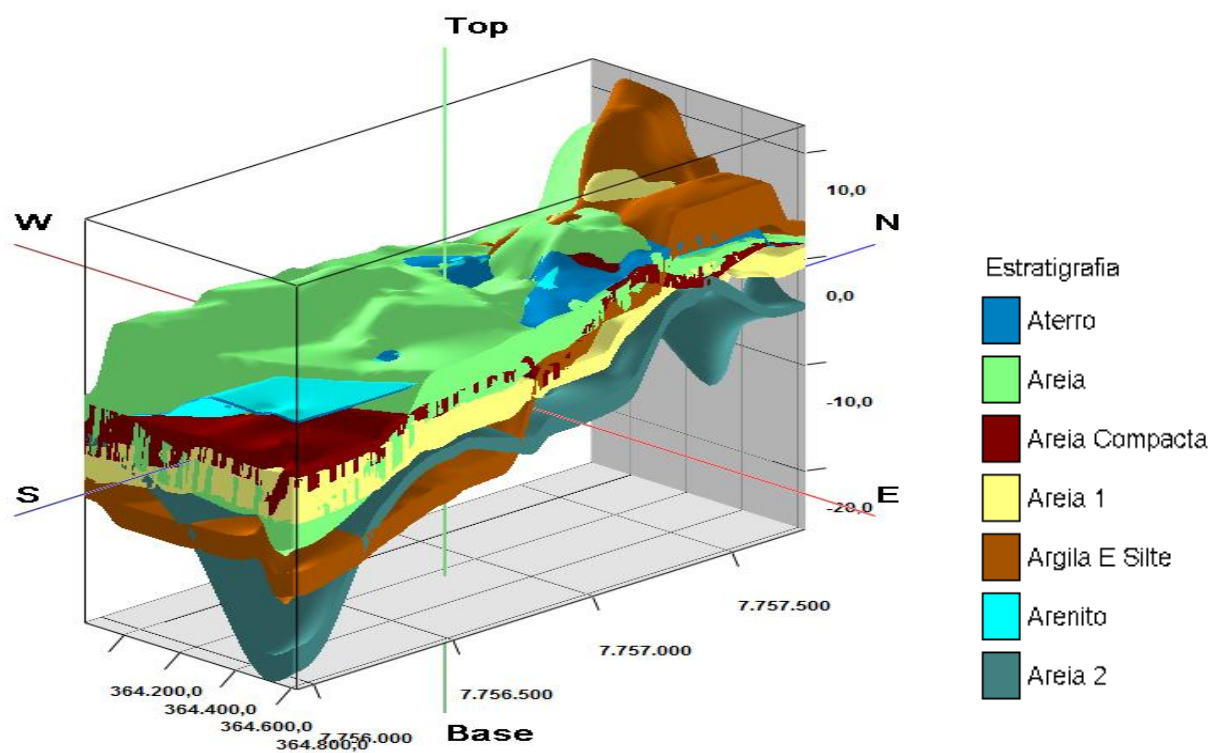 Top
W
N
S
E
Base
10,0
0,0
-10,0
-20,0
7.757.500
7.757.000
7.756.500
7.756.000
364.200,0
364.400,0
364.600,0
364.800,0
Estratigrafia
Aterro
Areia
Areia Compacta
Areia 1
Argila E Silte
Arenito
Areia 2